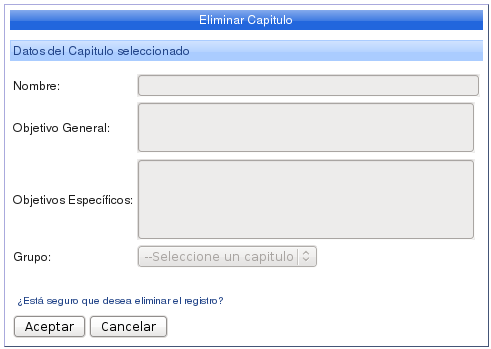 Eliminar Capitulo
Datos del Capitulo seleccionado
Nombre:
Objetivo General:
Objetivos Específicos:
Grupo:
--Seleccione un capitulo
¿Está seguro que desea eliminar el registro?
Aceptar
Cancelar